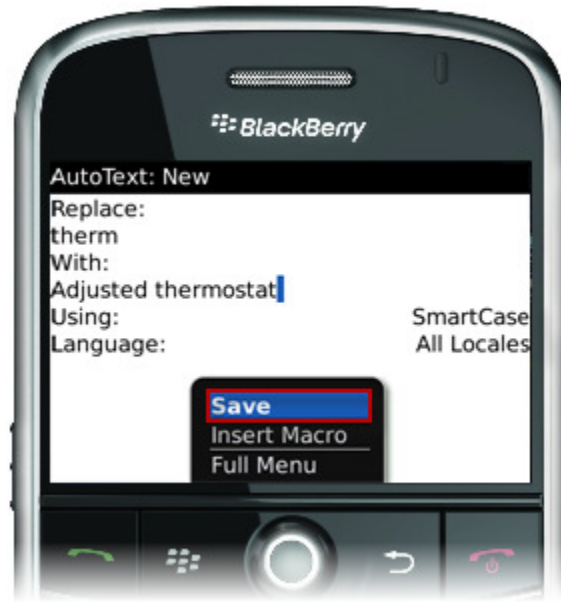 BlackBerry
AutoText: New
Replace:
therm
With:
Adjusted thermostat
Using: SmartCase
Language: All Locales
Save
Insert Macro
Full Menu